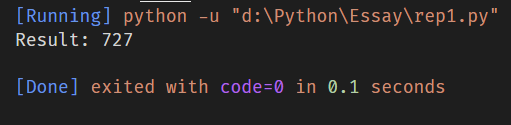 [Running] python -u "d:\Python\Essay\rep1.py"
Result: 727
[Done] exited with code=0 in 0.1 seconds